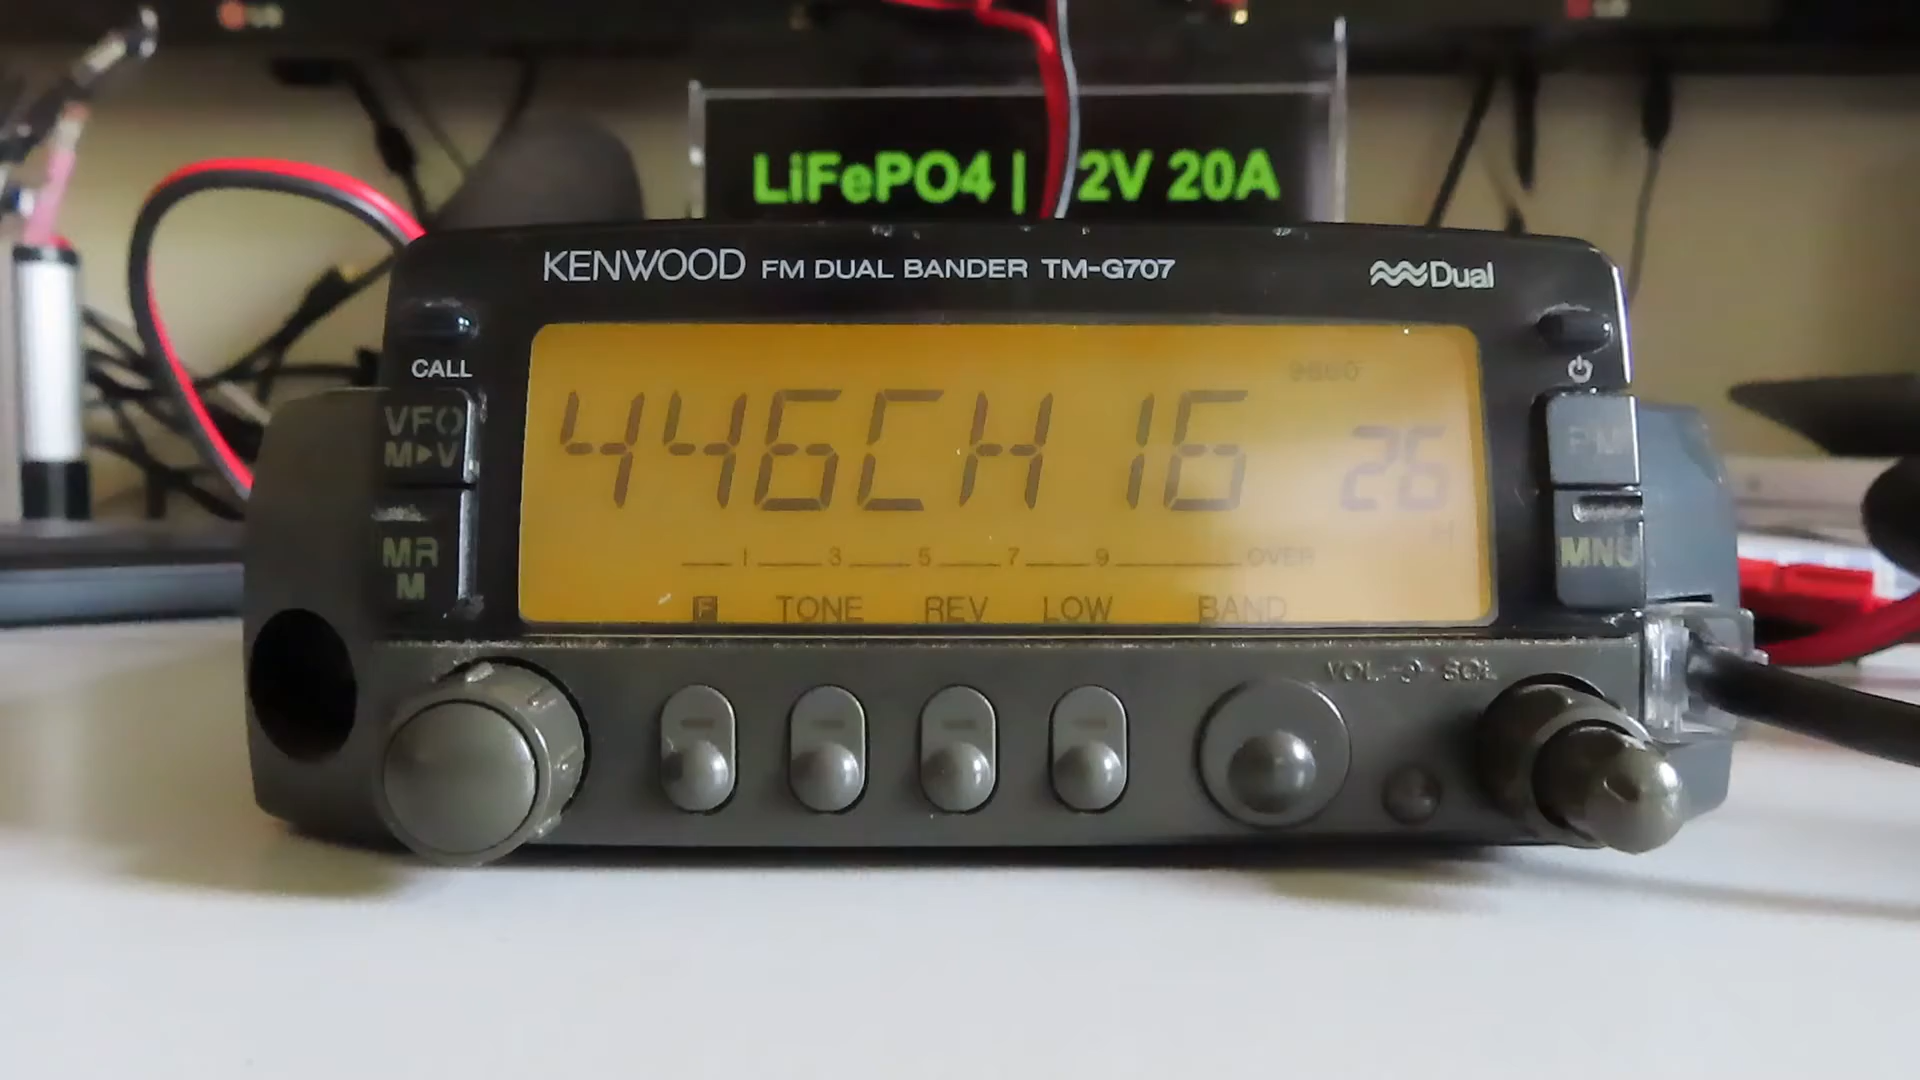 LiFePO4 | 2V 20A
KENWOOD FM DUAL BANDER TM-G707
Dual
CALL
9600
VFO
M▸V
446CH 16
26
PM
MR
M
1 3 5 7 9 OVER
H
MNU
F TONE REV LOW BAND
VOL SQL